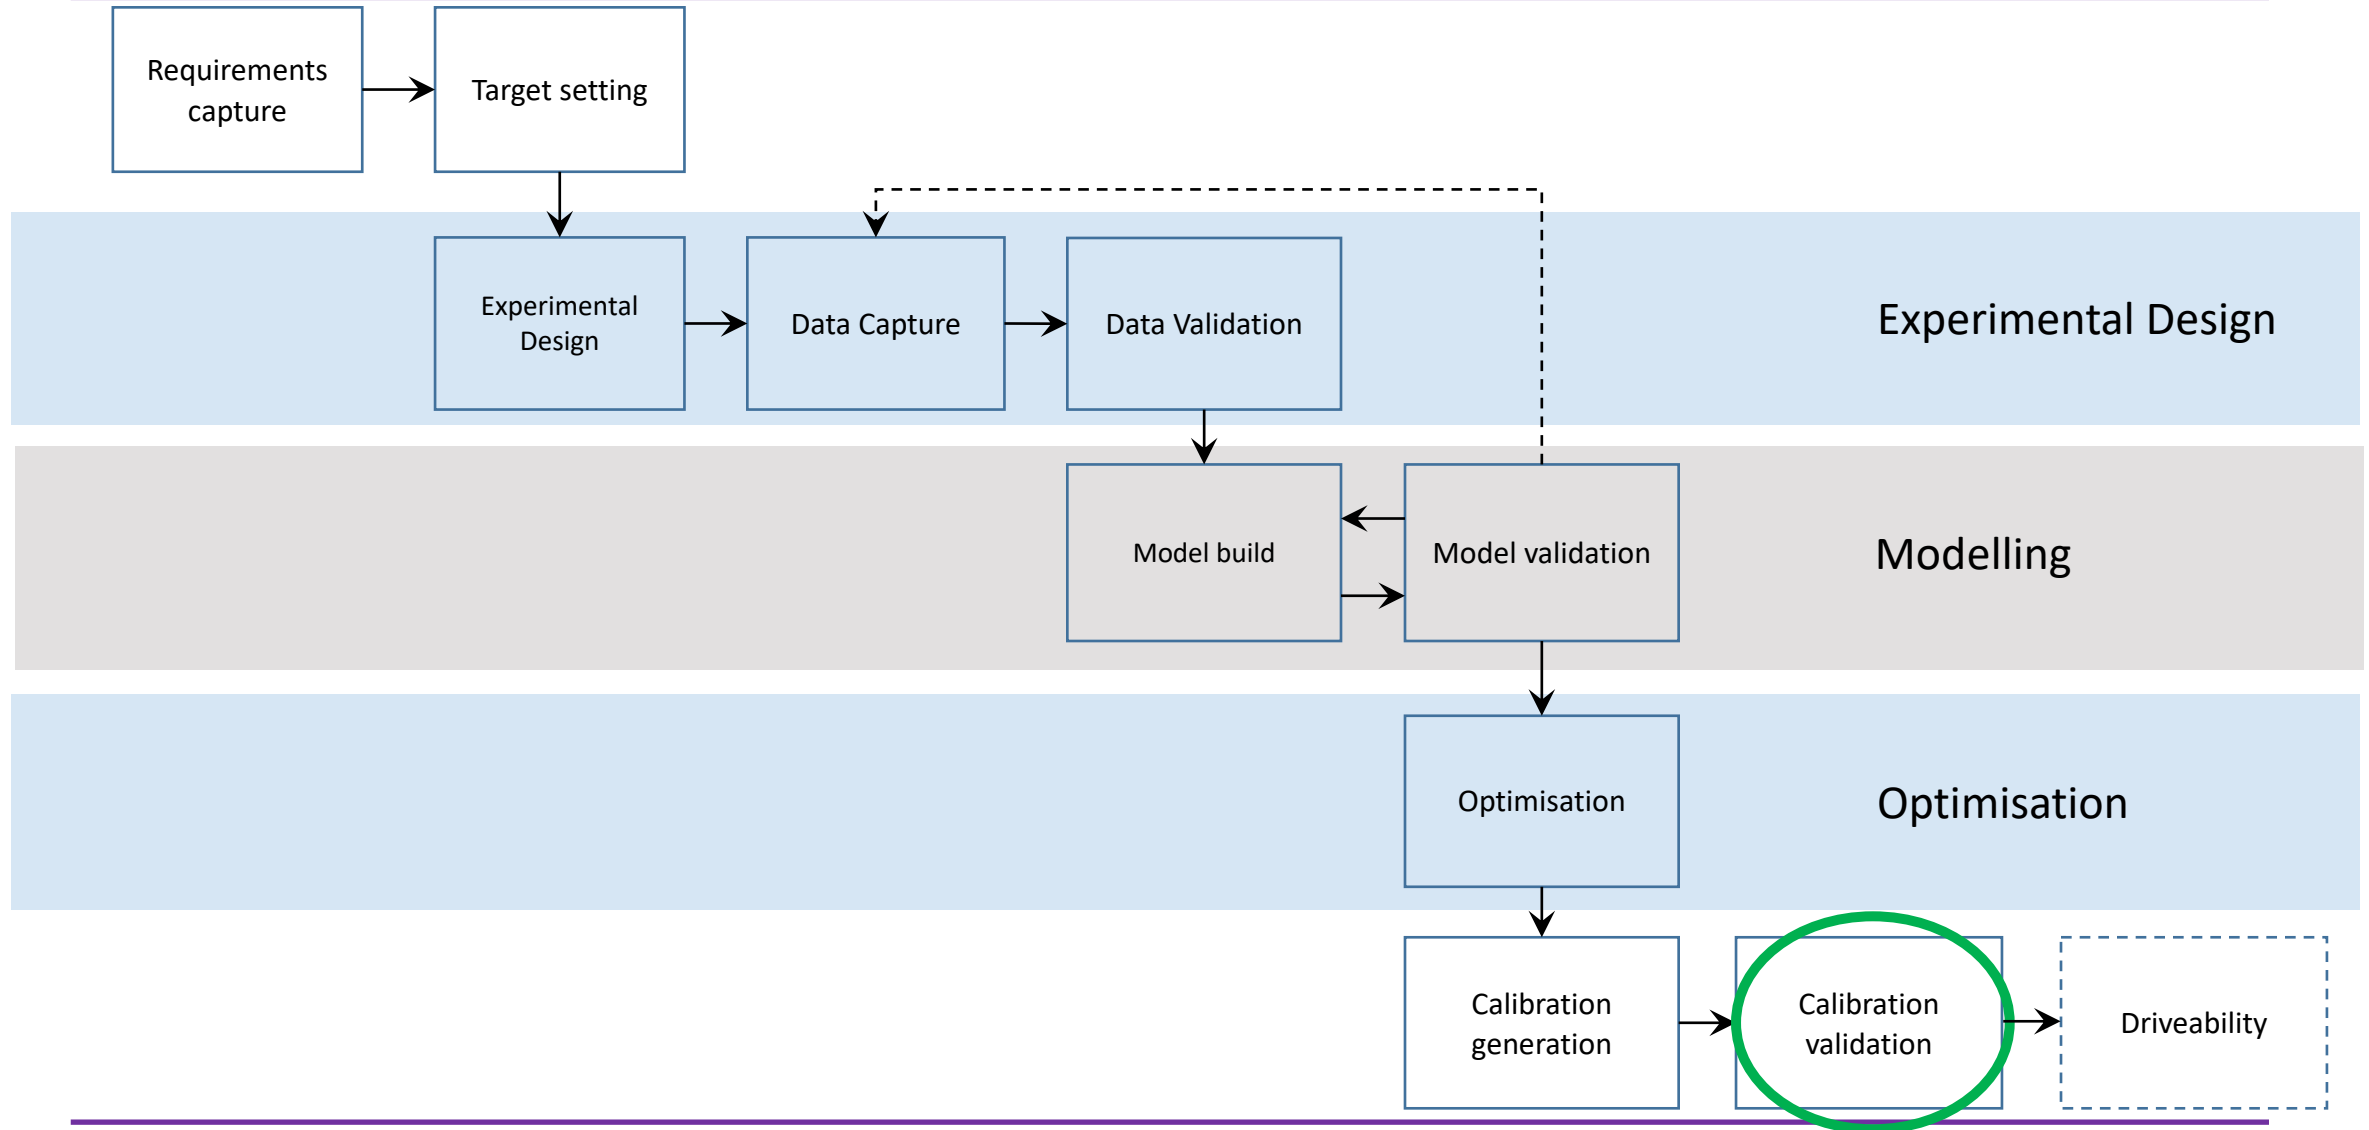 Requirements
capture
Target setting
Experimental
Design
Data Capture
Data Validation
Experimental Design
Model build
Model validation
Modelling
Optimisation
Optimisation
Calibration
generation
Calibration
validation
Driveability